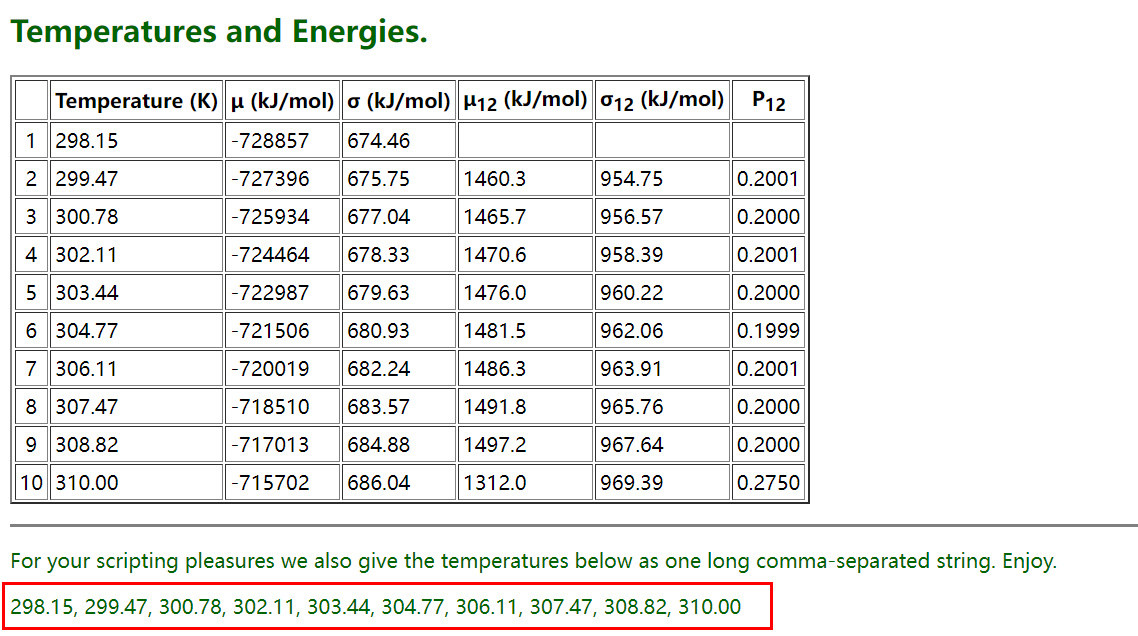 Temperatures and Energies.
Temperature (K) μ (kJ/mol) σ (kJ/mol) μ12 (kJ/mol) σ12 (kJ/mol) P12
1 298.15 -728857 674.46
2 299.47 -727396 675.75 1460.3 954.75 0.2001
3 300.78 -725934 677.04 1465.7 956.57 0.2000
4 302.11 -724464 678.33 1470.6 958.39 0.2001
5 303.44 -722987 679.63 1476.0 960.22 0.2000
6 304.77 -721506 680.93 1481.5 962.06 0.1999
7 306.11 -720019 682.24 1486.3 963.91 0.2001
8 307.47 -718510 683.57 1491.8 965.76 0.2000
9 308.82 -717013 684.88 1497.2 967.64 0.2000
10 310.00 -715702 686.04 1312.0 969.39 0.2750
For your scripting pleasures we also give the temperatures below as one long comma-separated string. Enjoy.
298.15, 299.47, 300.78, 302.11, 303.44, 304.77, 306.11, 307.47, 308.82, 310.00